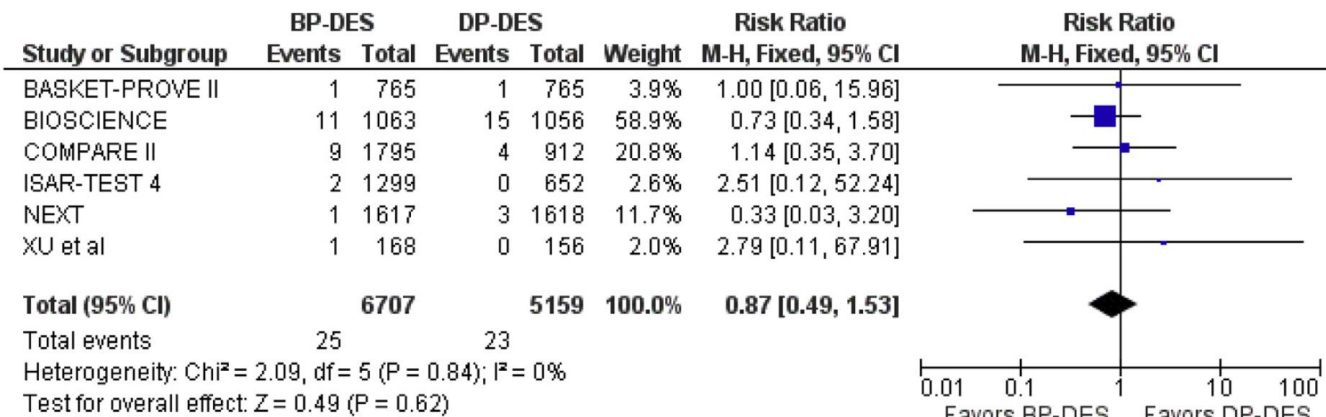 BP-DES DP-DES Risk Ratio Risk Ratio
Study or Subgroup Events Total Events Total Weight M-H, Fixed, 95% CI M-H, Fixed, 95% CI
BASKET-PROVE II 1 765 1 765 3.9% 1.00 [0.06, 15.96]
BIOSCIENCE 11 1063 15 1056 58.9% 0.73 [0.34, 1.58]
COMPARE II 9 1795 4 912 20.8% 1.14 [0.35, 3.70]
ISAR-TEST 4 2 1299 0 652 2.6% 2.51 [0.12, 52.24]
NEXT 1 1617 3 1618 11.7% 0.33 [0.03, 3.20]
XU et al 1 168 0 156 2.0% 2.79 [0.11, 67.91]
Total (95% CI) 6707 5159 100.0% 0.87 [0.49, 1.53]
Total events 25 23
Heterogeneity: Chi² = 2.09, df = 5 (P = 0.84); I² = 0%
Test for overall effect: Z = 0.49 (P = 0.62)
0.01 0.1 1 10 100
Favors BP-DES Favors DP-DES